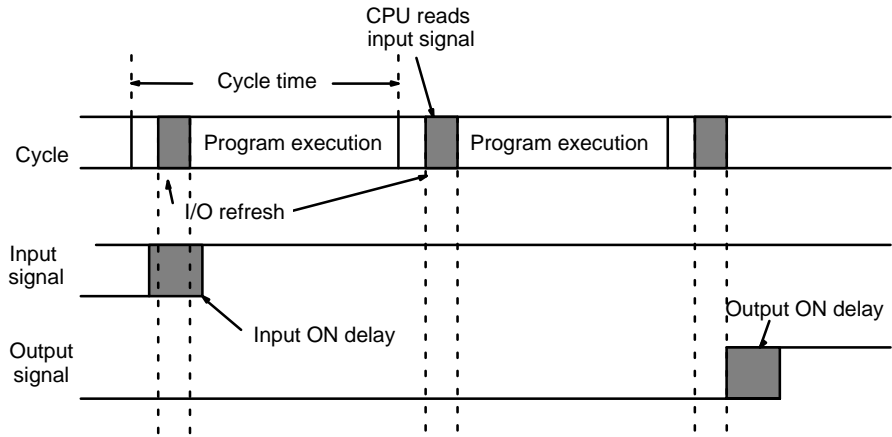 CPU reads
input signal
Cycle time
Cycle
Program execution
Program execution
I/O refresh
Input
signal
Input ON delay
Output ON delay
Output
signal